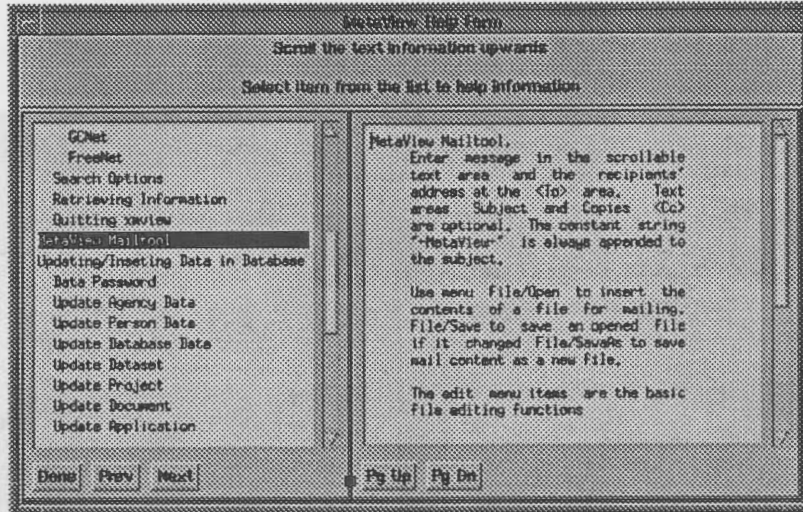 MetaView Help Form
Scroll the text information upwards
Select item from the list to help information
GCNet
FreeNet
Search Options
Retrieving Information
Quitting xmview
MetaView Mailtool
Updating/Inseting Data in Database
Data Password
Update Agency Data
Update Person Data
Update Database Data
Update Dataset
Update Project
Update Document
Update Application
Done Prev Next
MetaView Mailtool.
Enter message in the scrollable
text area and the recipients'
address at the <To> area. Text
areas Subject and Copies <Cc>
are optional. The constant string
"-MetaView-" is always appended to
the subject.
Use menu File/Open to insert the
contents of a file for mailing.
File/Save to save an opened file
if it changed File/SaveAs to save
mail content as a new file.
The edit menu items are the basic
file editing functions
Pg Up Pg Dn